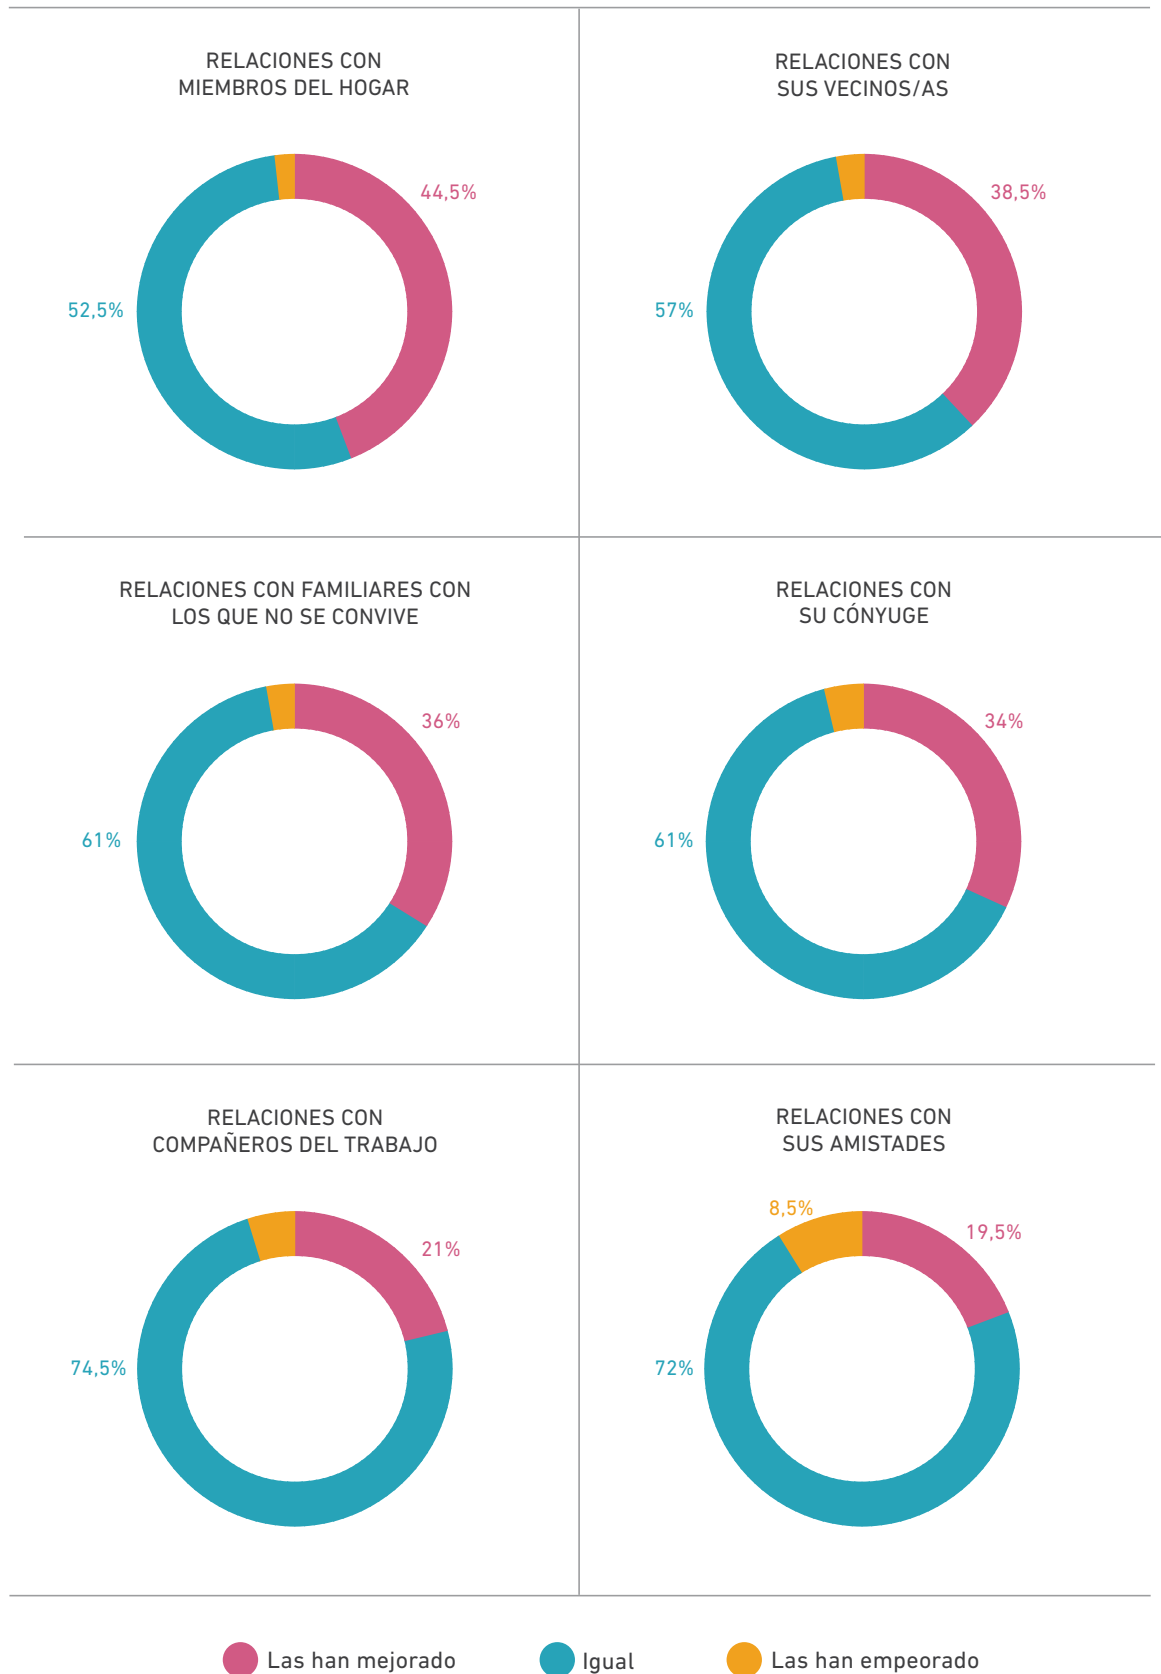 RELACIONES CON
MIEMBROS DEL HOGAR
44,5%
52,5%
RELACIONES CON
SUS VECINOS/AS
38,5%
57%
RELACIONES CON FAMILIARES CON
LOS QUE NO SE CONVIVE
36%
61%
RELACIONES CON
SU CÓNYUGE
34%
61%
RELACIONES CON
COMPAÑEROS DEL TRABAJO
21%
74,5%
RELACIONES CON
SUS AMISTADES
8,5%
19,5%
72%
Las han mejorado
Igual
Las han empeorado